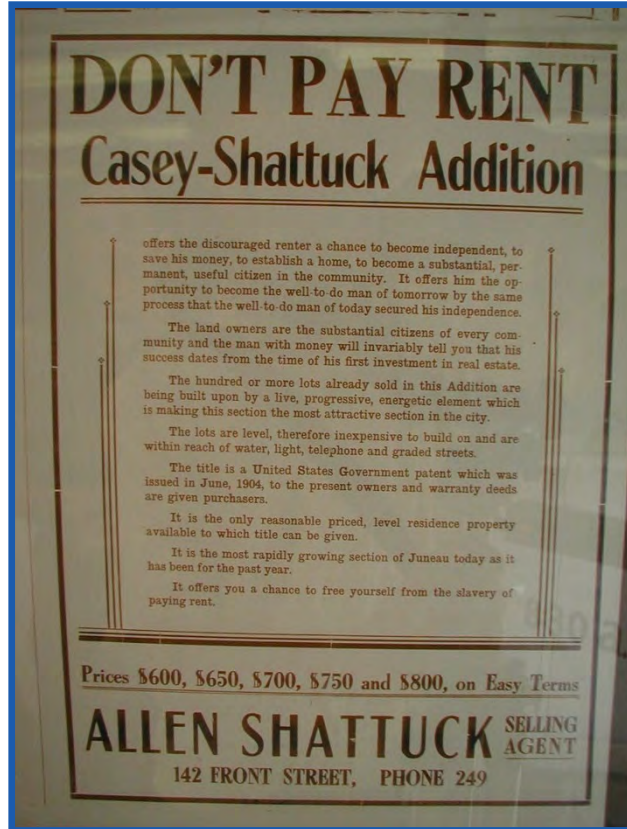 DON'T PAY RENT
Casey-Shattuck Addition
offers the discouraged renter a chance to become independent, to
save his money, to establish a home, to become a substantial, per-
manent, useful citizen in the community. It offers him the op-
portunity to become the well-to-do man of tomorrow by the same
process that the well-to-do man of today secured his independence.
The land owners are the substantial citizens of every com-
munity and the man with money will invariably tell you that his
success dates from the time of his first investment in real estate.
The hundred or more lots already sold in this Addition are
being built upon by a live, progressive, energetic element which
is making this section the most attractive section in the city.
The lots are level, therefore inexpensive to build on and are
within reach of water, light, telephone and graded streets.
The title is a United States Government patent which was
issued in June, 1904, to the present owners and warranty deeds
are given purchasers.
It is the only reasonable priced, level residence property
available to which title can be given.
It is the most rapidly growing section of Juneau today as it
has been for the past year.
It offers you a chance to free yourself from the slavery of
paying rent.
Prices $600, $650, $700, $750 and $800, on Easy Terms
ALLEN SHATTUCK SELLING
AGENT
142 FRONT STREET, PHONE 249